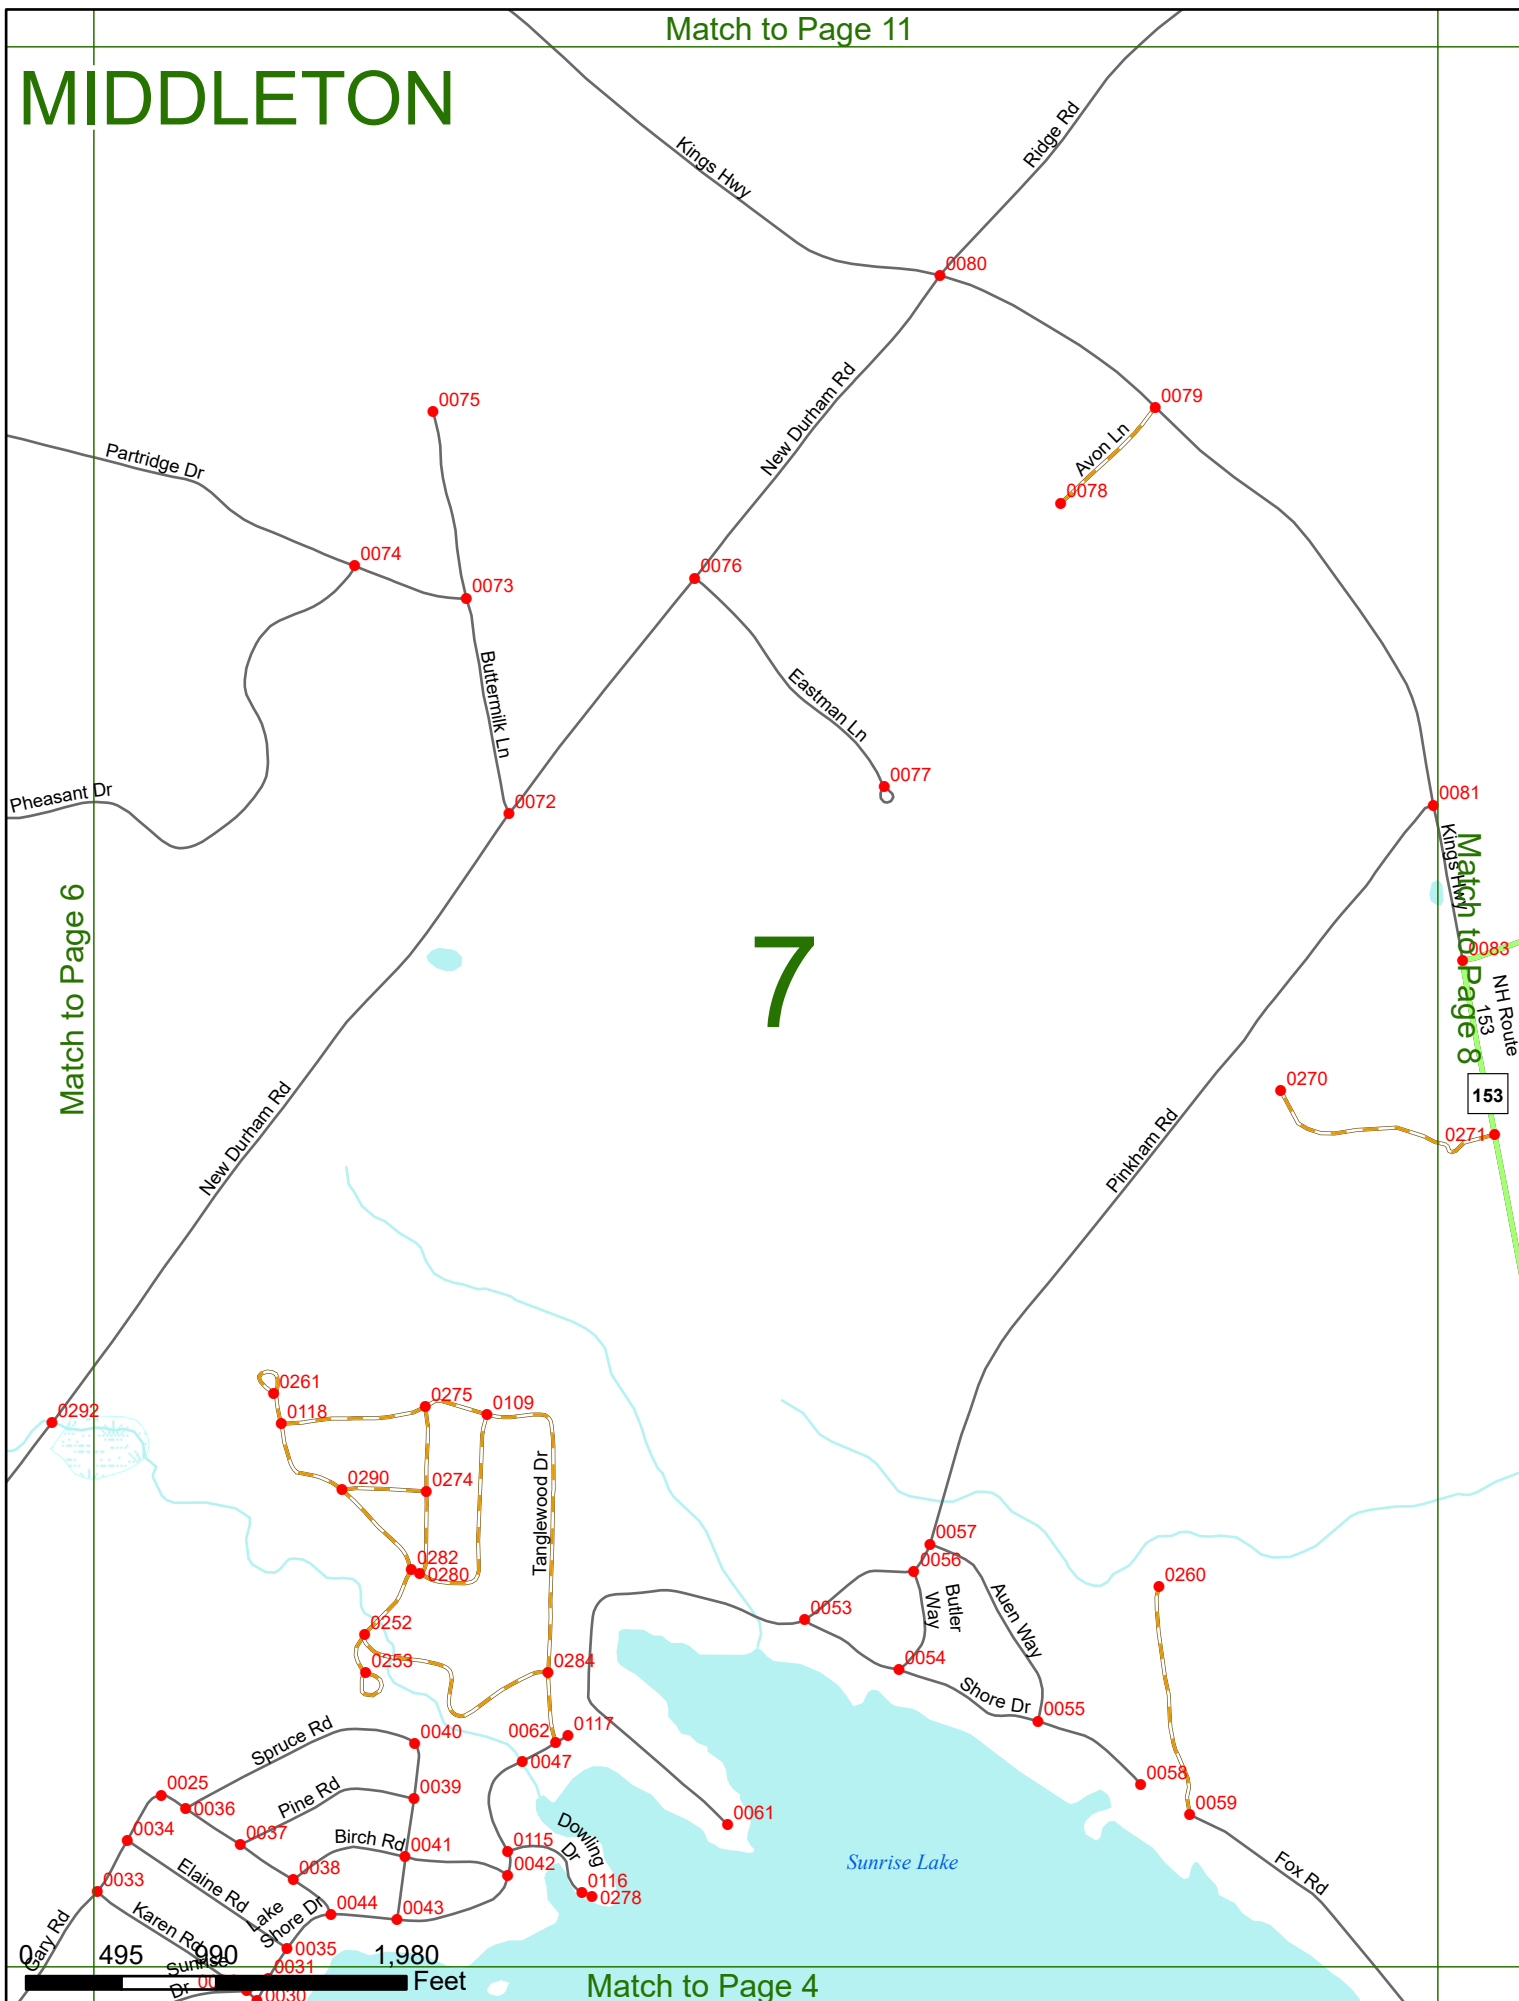 Match to Page 11
MIDDLETON
Kings Hwy
Ridge Rd
0080
New Durham Rd
0079
Avon Ln
0078
0075
Partridge Dr
0074
0073
0076
Buttermilk Ln
Eastman Ln
0077
Pheasant Dr
0072
0081
Kings Hwy
Match to Page 8
Match to Page 6
7
0083
NH Route
153
153
0270
0271
New Durham Rd
Pinkham Rd
0261
0275
0109
0118
0292
0290
0274
Tanglewood Dr
0282
0280
0057
0056
Butler
Way
Auen Way
0260
0053
0252
0253
0284
0054
Shore Dr
0055
0062
0117
0047
Spruce Rd
0040
0058
0025
0036
Pine Rd
0039
0059
0061
0034
0037
Birch Rd
0041
0115
Dowling
Dr
0038
0042
Sunrise Lake
Elaine Rd
0033
0116
0278
Fox Rd
Lake
Shore Dr
0044
0043
Karen Rd
Gary Rd
0035
0031
Sunrise
Dr
0030
0 495 990 1,980
Feet
Match to Page 4